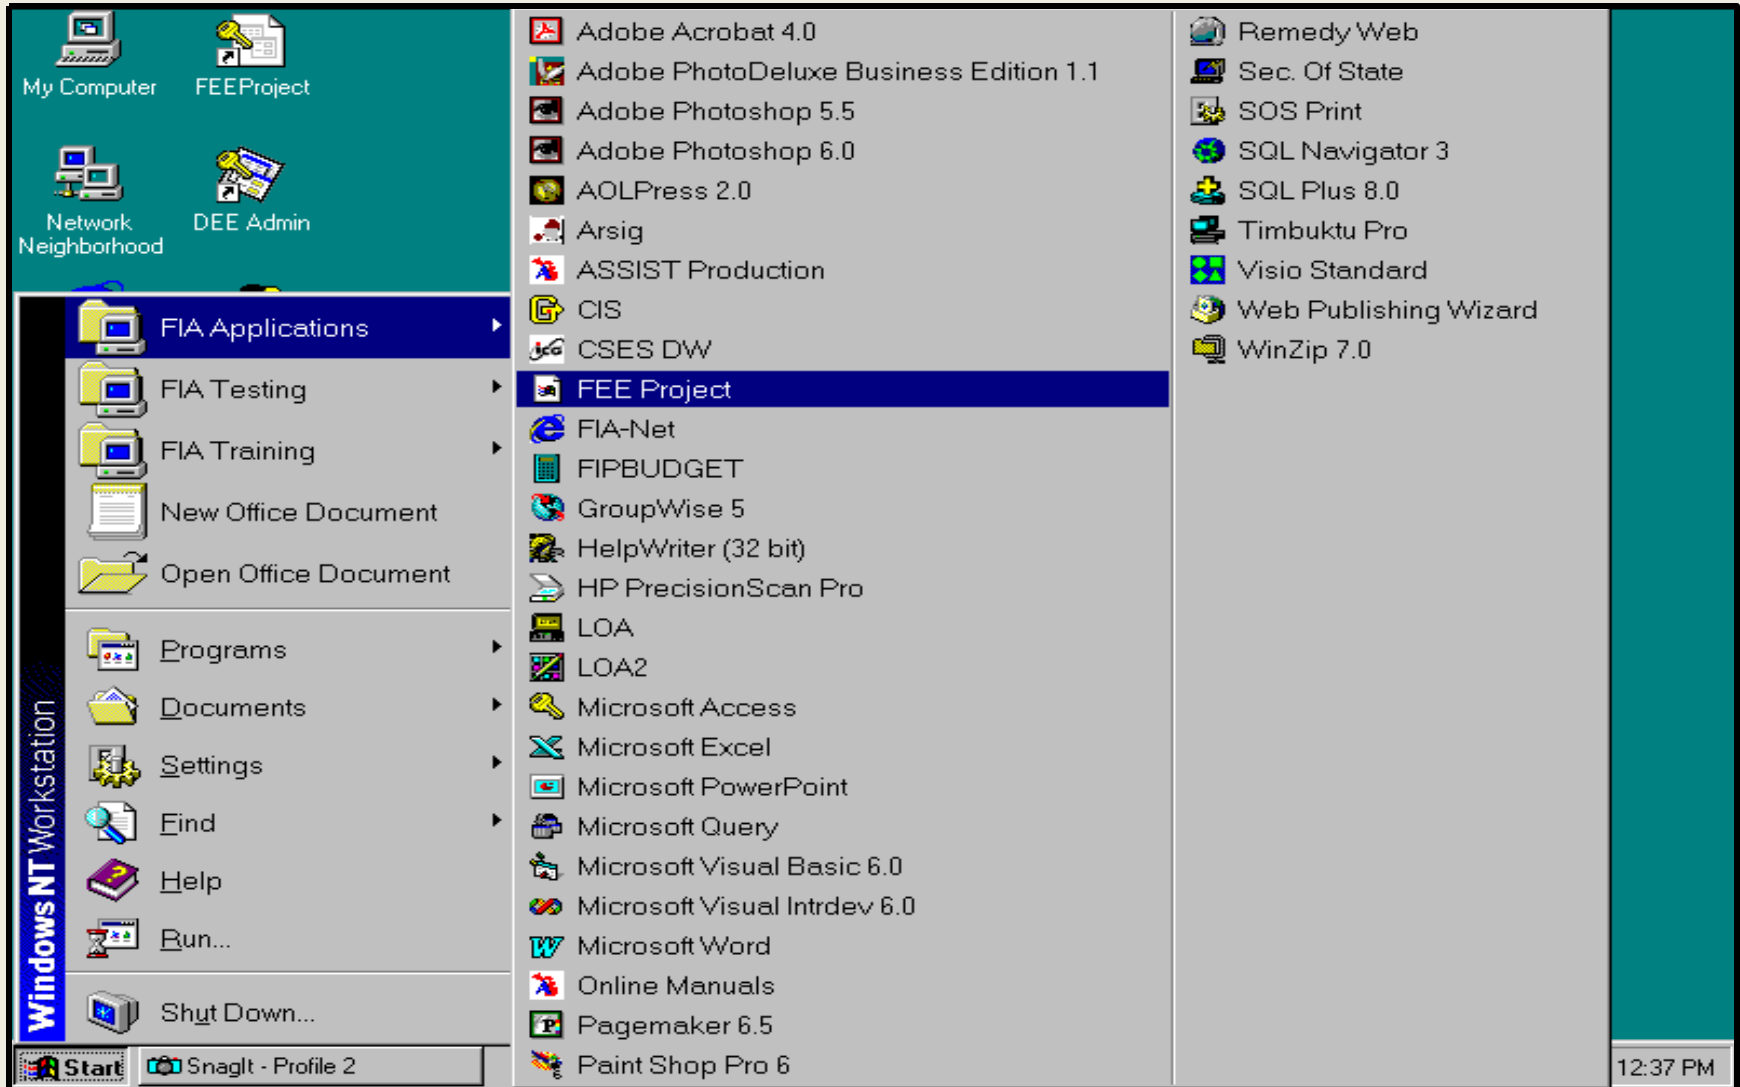 My Computer
FEEProject
Network
Neighborhood
DEE Admin
FIA Applications
FIA Testing
FIA Training
New Office Document
Open Office Document
Programs
Documents
Settings
Find
Help
Run...
Shut Down...
Windows NT Workstation
Adobe Acrobat 4.0
Adobe PhotoDeluxe Business Edition 1.1
Adobe Photoshop 5.5
Adobe Photoshop 6.0
AOLPress 2.0
Arsig
ASSIST Production
CIS
CSES DW
FEE Project
FIA-Net
FIPBUDGET
GroupWise 5
HelpWriter (32 bit)
HP PrecisionScan Pro
LOA
LOA2
Microsoft Access
Microsoft Excel
Microsoft PowerPoint
Microsoft Query
Microsoft Visual Basic 6.0
Microsoft Visual Intrdev 6.0
Microsoft Word
Online Manuals
Pagemaker 6.5
Paint Shop Pro 6
Remedy Web
Sec. Of State
SOS Print
SQL Navigator 3
SQL Plus 8.0
Timbuktu Pro
Visio Standard
Web Publishing Wizard
WinZip 7.0
Start
SnagIt - Profile 2
12:37 PM